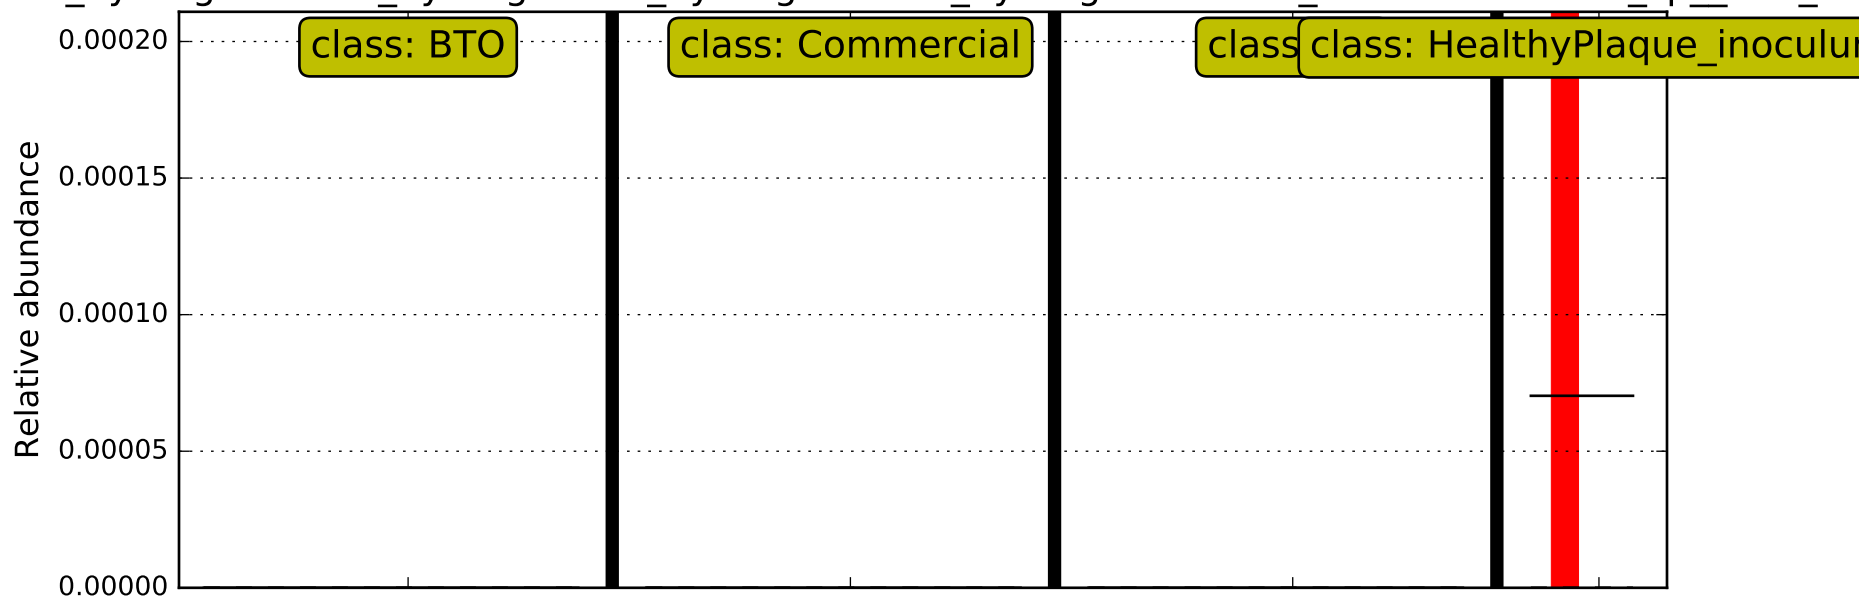 0.00020
class: BTO
class: Commercial
class
class: HealthyPlaque_inoculu
0.00015
0.00010
0.00005
0.00000
Relative abundance